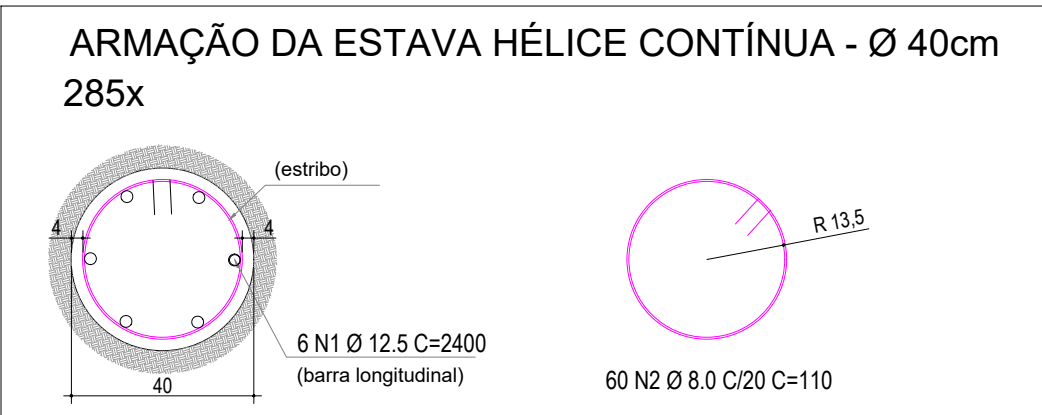 ARMAÇÃO DA ESTAVA HÉLICE CONTÍNUA - Ø 40cm
285x
(estribo)
4
4
R 13,5
6 N1 Ø 12.5 C=2400
(barra longitudinal)
40
60 N2 Ø 8.0 C/20 C=110